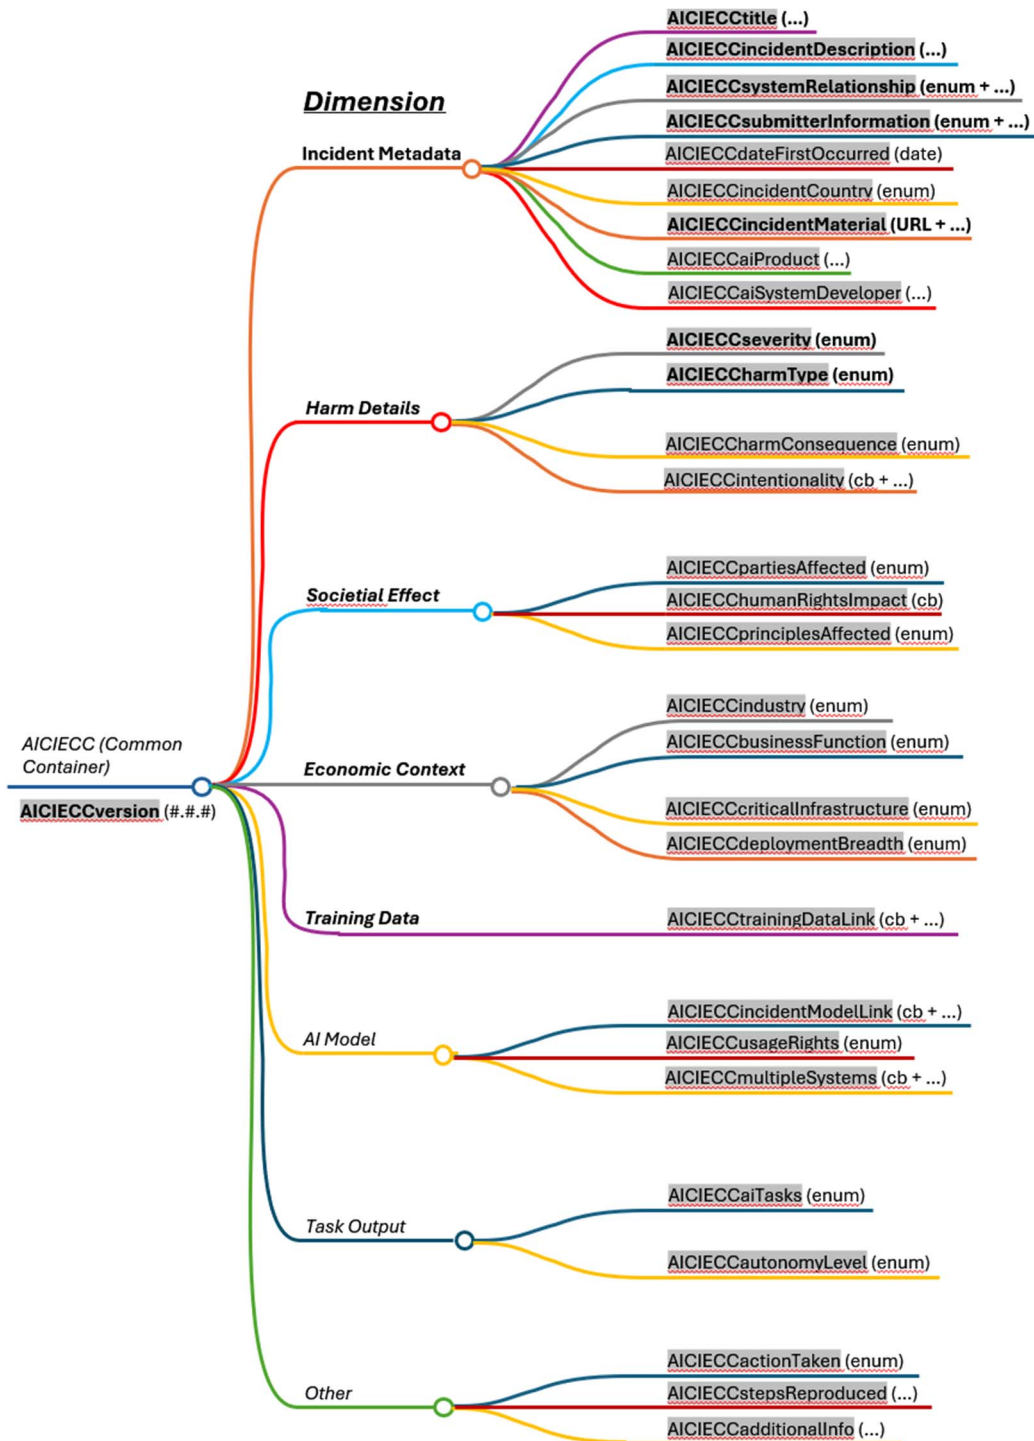 Dimension
Incident Metadata
AICIECCtitle (...)
AICIECCincidentDescription (...)
AICIECCsystemRelationship (enum + ...)
AICIECCsubmitterInformation (enum + ...)
AICIECCdateFirstOccurred (date)
AICIECCincidentCountry (enum)
AICIECCincidentMaterial (URL + ...)
AICIECCaiProduct (...)
AICIECCaiSystemDeveloper (...)
Harm Details
AICIECCseverity (enum)
AICIECCharmType (enum)
AICIECCharmConsequence (enum)
AICIECCintentionality (cb + ...)
Societial Effect
AICIECCpartiesAffected (enum)
AICIECChumanRightsImpact (cb)
AICIECCprinciplesAffected (enum)
AICIECC (Common
Container)
AICIECCversion (#.#.#)
Economic Context
AICIECCindustry (enum)
AICIECCbusinessFunction (enum)
AICIECCcriticalInfrastructure (enum)
AICIECCdeploymentBreadth (enum)
Training Data
AICIECCtrainingDataLink (cb + ...)
AI Model
AICIECCincidentModelLink (cb + ...)
AICIECCusageRights (enum)
AICIECCmultipleSystems (cb + ...)
Task Output
AICIECCaiTasks (enum)
AICIECCautonomyLevel (enum)
Other
AICIECCactionTaken (enum)
AICIECCstepsReproduced (...)
AICIECCadditionalInfo (...)